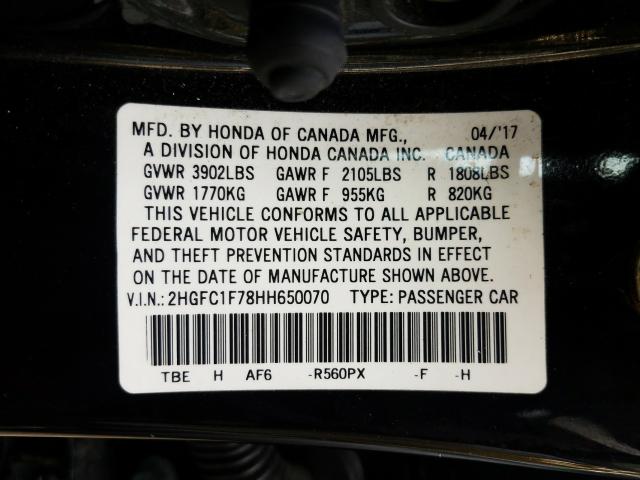 MFD. BY HONDA OF CANADA MFG., 04/'17
A DIVISION OF HONDA CANADA INC. CANADA
GVWR 3902LBS GAWR F 2105LBS R 1808LBS
GVWR 1770KG GAWR F 955KG R 820KG
THIS VEHICLE CONFORMS TO ALL APPLICABLE
FEDERAL MOTOR VEHICLE SAFETY, BUMPER,
AND THEFT PREVENTION STANDARDS IN EFFECT
ON THE DATE OF MANUFACTURE SHOWN ABOVE.
V.I.N.: 2HGFC1F78HH650070 TYPE: PASSENGER CAR
TBE H AF6 -R560PX -F -H